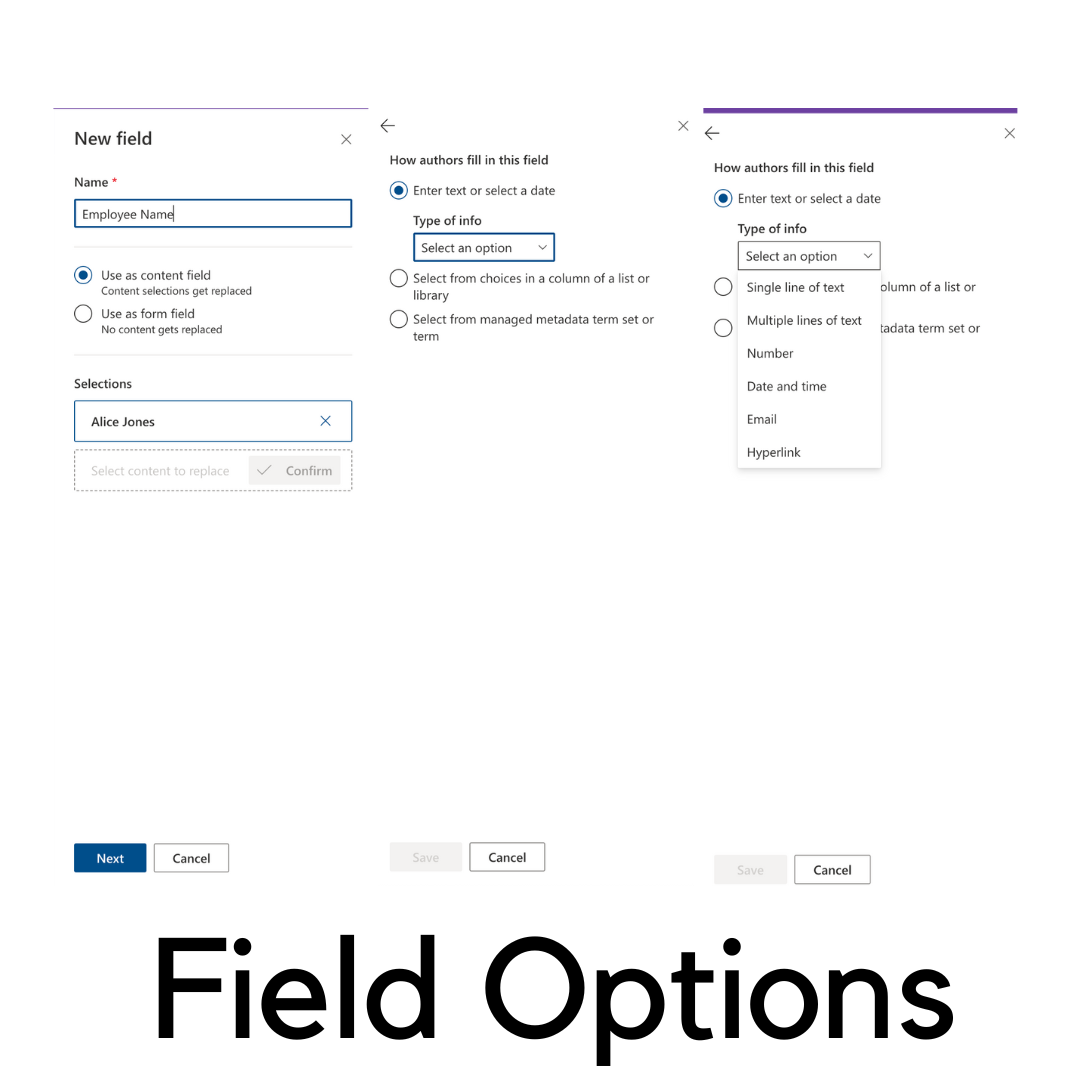 New field
Name *
Employee Name
Use as content field
Content selections get replaced
Use as form field
No content gets replaced
Selections
Alice Jones
Select content to replace
Confirm
Next
Cancel
How authors fill in this field
Enter text or select a date
Type of info
Select an option
Select from choices in a column of a list or
library
Select from managed metadata term set or
term
Save
Cancel
How authors fill in this field
Enter text or select a date
Type of info
Select an option
Single line of text
olumn of a list or
Multiple lines of text
tadata term set or
Number
Date and time
Email
Hyperlink
Save
Cancel
Field Options